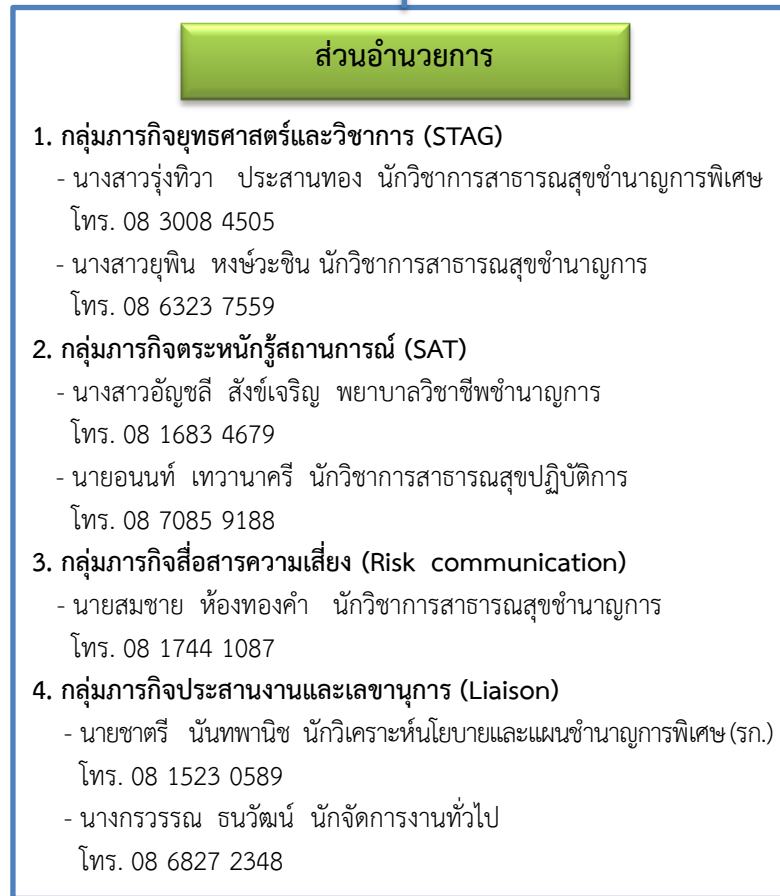 ส่วนอำนวยการ
1. กลุ่มภารกิจยุทธศาสตร์และวิชาการ (STAG)
- นางสาวรุ่งทิวา ประสานทอง นักวิชาการสาธารณสุขชำนาญการพิเศษ
โทร. 08 3008 4505
- นางสาวยุพิน หงษ์วะชิน นักวิชาการสาธารณสุขชำนาญการ
โทร. 08 6323 7559
2. กลุ่มภารกิจตระหนักรู้สถานการณ์ (SAT)
- นางสาวอัญชลี สังข์เจริญ พยาบาลวิชาชีพชำนาญการ
โทร. 08 1683 4679
- นายอนนท์ เทวานาครี นักวิชาการสาธารณสุขปฏิบัติการ
โทร. 08 7085 9188
3. กลุ่มภารกิจสื่อสารความเสี่ยง (Risk communication)
- นายสมชาย ห้องทองคำ นักวิชาการสาธารณสุขชำนาญการ
โทร. 08 1744 1087
4. กลุ่มภารกิจประสานงานและเลขานุการ (Liaison)
- นายชาตรี นันทพานิช นักวิเคราะห์นโยบายและแผนชำนาญการพิเศษ (รก.)
โทร. 08 1523 0589
- นางกรวรรณ ธนวัฒน์ นักจัดการงานทั่วไป
โทร. 08 6827 2348